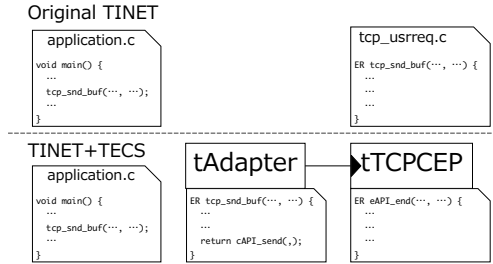 Original TINET
application.c
void main() {
…
tcp_snd_buf(…, …);
…
}
tcp_usrreq.c
ER tcp_snd_buf(…, …) {
…
…
…
}
TINET+TECS
application.c
void main() {
…
tcp_snd_buf(…, …);
…
}
tAdapter
ER tcp_snd_buf(…, …) {
…
…
return cAPI_send(,);
}
tTCPCEP
ER eAPI_end(…, …) {
…
…
…
}